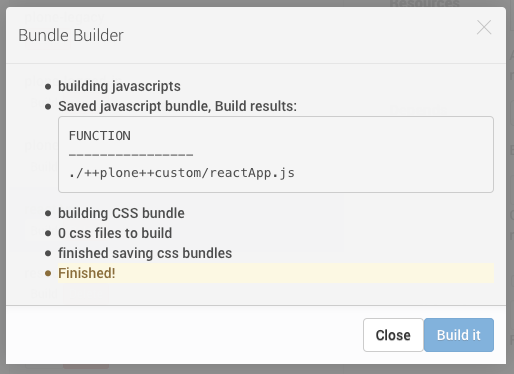 Resources
Bundle Builder
building javascripts
Saved javascript bundle, Build results:
FUNCTION
----------------
./++plone++custom/reactApp.js
building CSS bundle
0 css files to build
finished saving css bundles
Finished!
Close
Build it